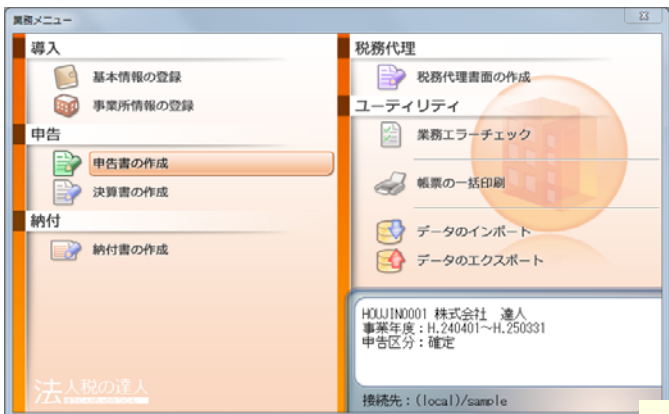 業務メニュー
導入
基本情報の登録
事業所情報の登録
申告
申告書の作成
決算書の作成
納付
納付書の作成
法人税の達人
税務代理
税務代理書面の作成
ユーティリティ
業務エラーチェック
帳票の一括印刷
データのインポート
データのエクスポート
HOUJIN0001 株式会社 達人
事業年度:H.240401～H.250331
申告区分:確定
接続先:(local)/sample